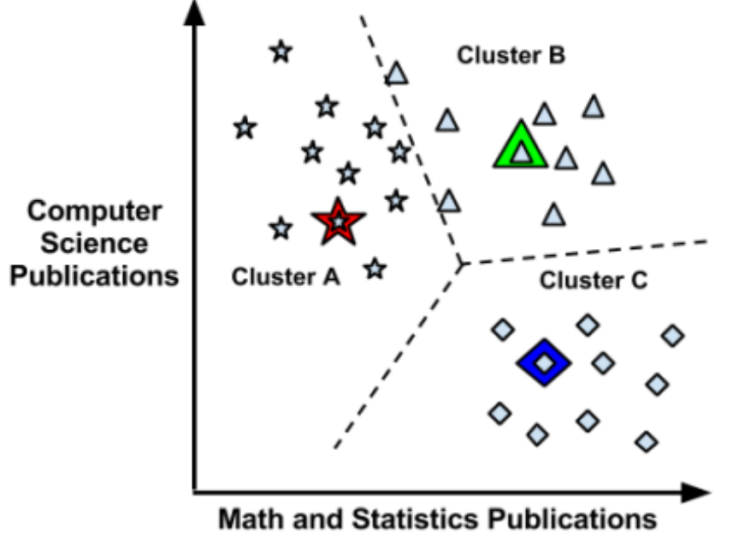 Cluster B
Computer
Science
Publications
Cluster A
Cluster C
Math and Statistics Publications